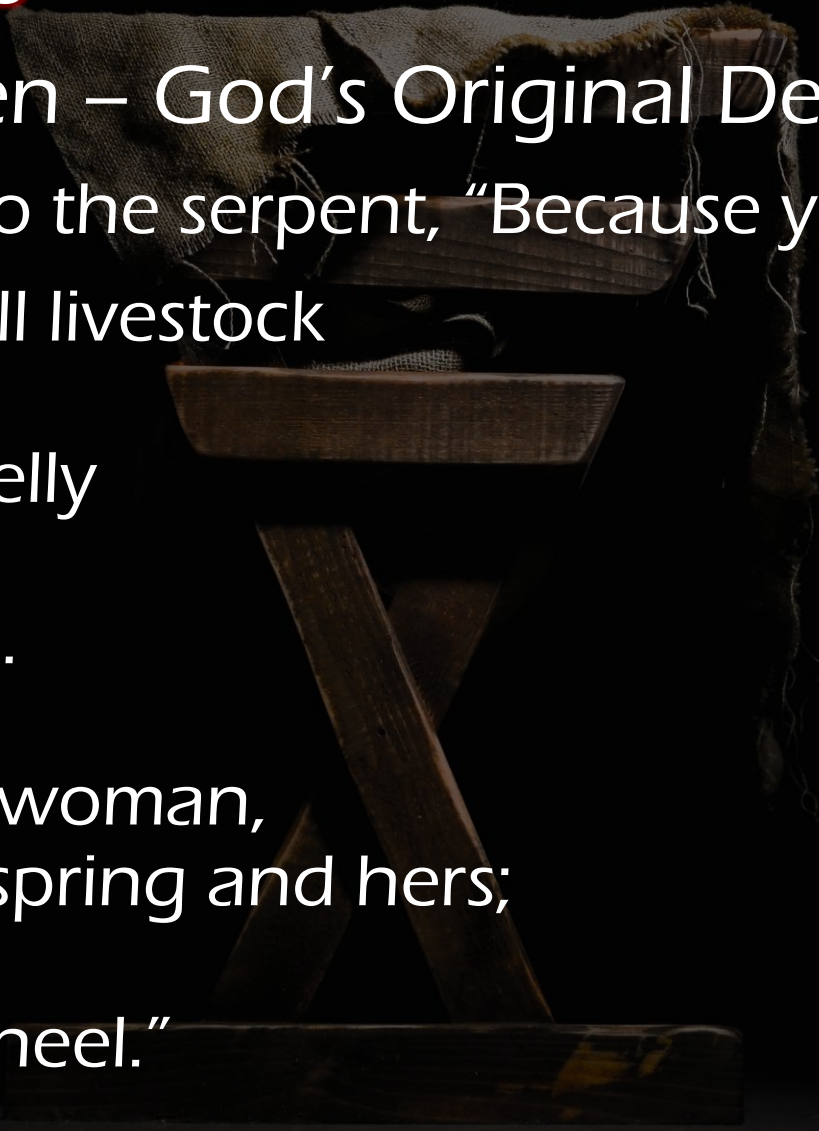 en – God’s Original De
o the serpent, “Because y
ll livestock
elly
.
woman,
spring and hers;
heel.”